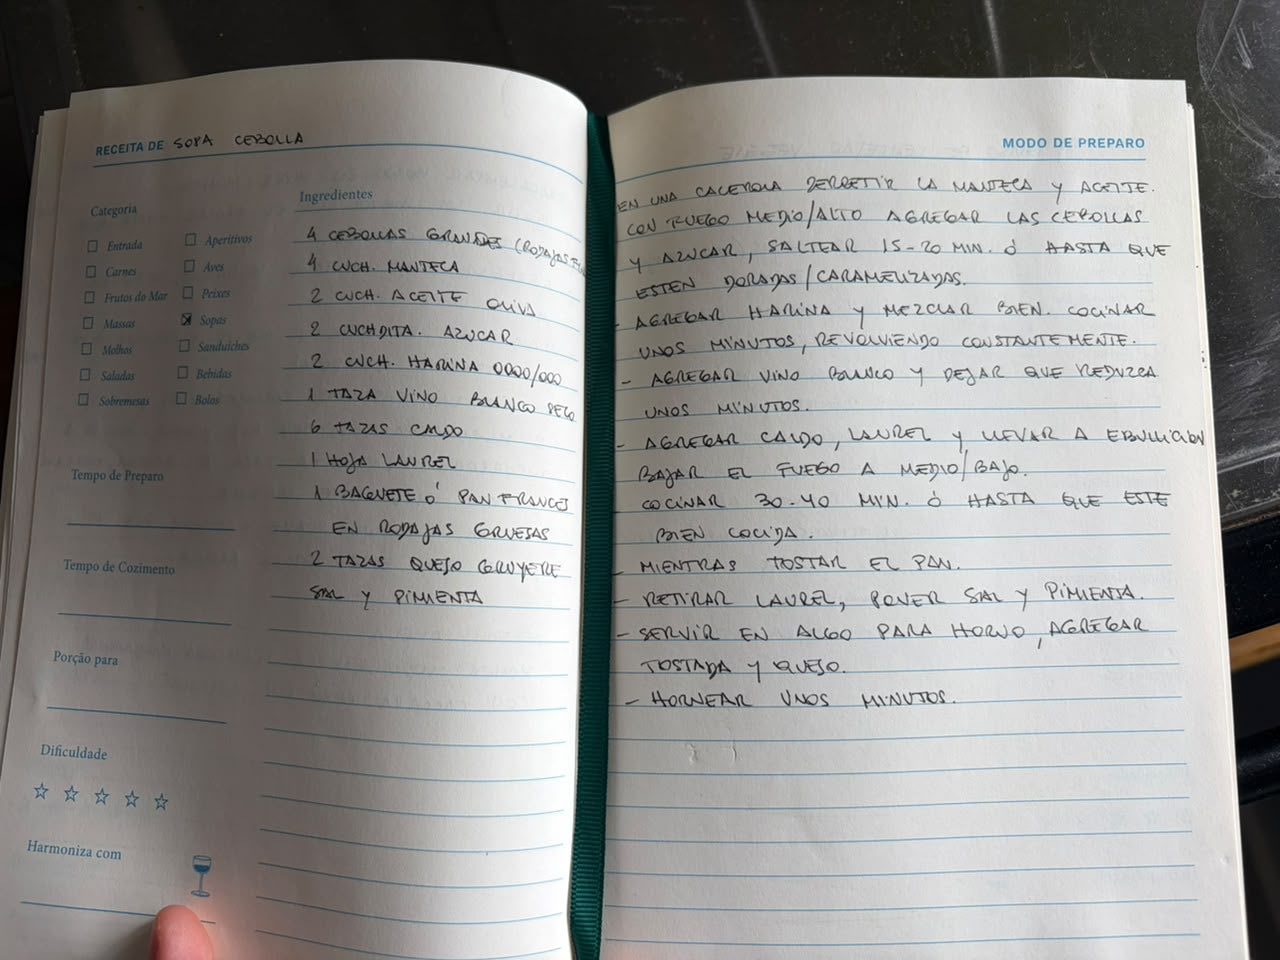 RECEITA DE SOPA CEBOLLA
Categoria
Entrada
Aperitivos
Carnes
Aves
Frutos do Mar
Peixes
Massas
Sopas
Molhos
Sanduíches
Saladas
Bebidas
Sobremesas
Bolos
Tempo de Preparo
Tempo de Cozimento
Porção para
Dificuldade
Harmoniza com
Ingredientes
4 CEBOLLAS GRANDES (RODAJAS
4 CUCH. MANTECA
2 CUCH. ACEITE OLIVA
2 CUCHDITA. AZUCAR
2 CUCH. HARINA 0000/000
1 TAZA VINO BLANCO SECO
6 TAZAS CALDO
1 HOJA LAUREL
1 BAGUETE ó PAN FRANCES
EN RODAJAS GRUESAS
2 TAZAS QUESO GRUYERE
SAL Y PIMIENTA
MODO DE PREPARO
EN UNA CACEROLA DERRETIR LA MANTECA Y ACEITE.
CON FUEGO MEDIO/ALTO AGREGAR LAS CEBOLLAS
Y AZUCAR, SALTEAR 15-20 MIN. ó HASTA QUE
ESTEN DORADAS/CARAMELIZADAS.
- AGREGAR HARINA Y MEZCLAR BIEN. COCINAR
UNOS MINUTOS, REVOLVIENDO CONSTANTEMENTE.
- AGREGAR VINO BLANCO Y DEJAR QUE REDUZCA
UNOS MINUTOS.
- AGREGAR CALDO, LAUREL Y LLEVAR A EBULLICION
BAJAR EL FUEGO A MEDIO/BAJO.
COCINAR 30-40 MIN. ó HASTA QUE ESTE
BIEN COCIDA.
- MIENTRAS TOSTAR EL PAN.
- RETIRAR LAUREL, PONER SAL Y PIMIENTA.
- SERVIR EN ALGO PARA HORNO, AGREGAR
TOSTADA Y QUESO.
- HORNEAR UNOS MINUTOS.